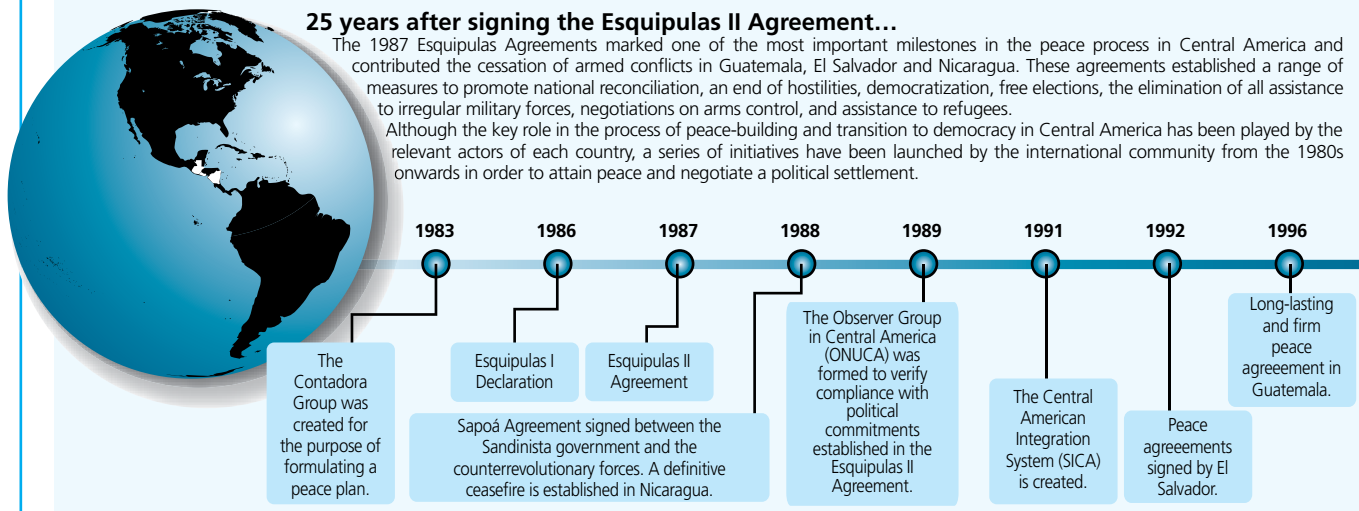 25 years after signing the Esquipulas II Agreement…
The 1987 Esquipulas Agreements marked one of the most important milestones in the peace process in Central America and
contributed the cessation of armed conflicts in Guatemala, El Salvador and Nicaragua. These agreements established a range of
measures to promote national reconciliation, an end of hostilities, democratization, free elections, the elimination of all assistance
to irregular military forces, negotiations on arms control, and assistance to refugees.
Although the key role in the process of peace-building and transition to democracy in Central America has been played by the
relevant actors of each country, a series of initiatives have been launched by the international community from the 1980s
onwards in order to attain peace and negotiate a political settlement.
1983
1986
1987
1988
1989
1991
1992
1996
The
Contadora
Group was
created for
the purpose of
formulating a
peace plan.
Esquipulas I
Declaration
Esquipulas II
Agreement
Sapoá Agreement signed between the
Sandinista government and the
counterrevolutionary forces. A definitive
ceasefire is established in Nicaragua.
The Observer Group
in Central America
(ONUCA) was
formed to verify
compliance with
political
commitments
established in the
Esquipulas II
Agreement.
The Central
American
Integration
System (SICA)
is created.
Peace
agreeements
signed by El
Salvador.
Long-lasting
and firm
peace
agreeement in
Guatemala.